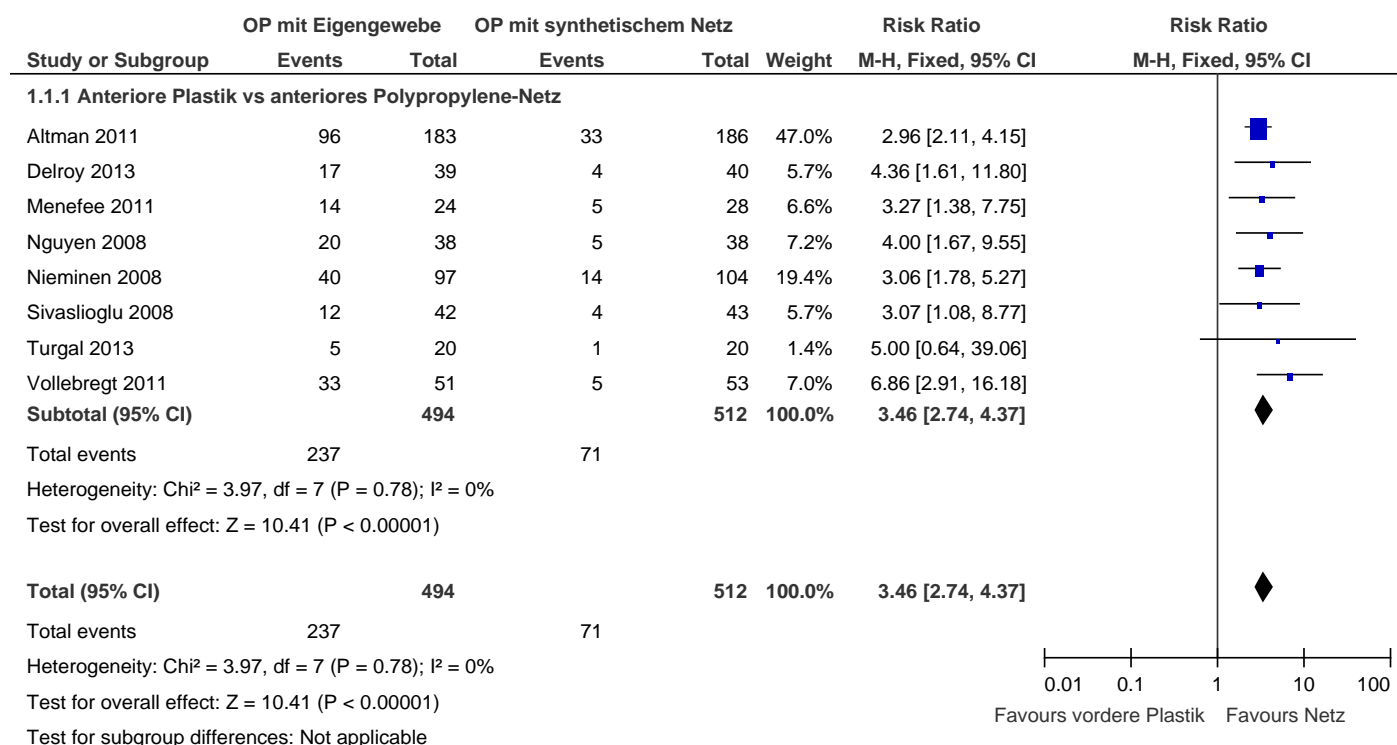 OP mit Eigengewebe OP mit synthetischem Netz Risk Ratio Risk Ratio
Study or Subgroup Events Total Events Total Weight M-H, Fixed, 95% CI M-H, Fixed, 95% CI
1.1.1 Anteriore Plastik vs anteriores Polypropylene-Netz
Altman 2011 96 183 33 186 47.0% 2.96 [2.11, 4.15]
Delroy 2013 17 39 4 40 5.7% 4.36 [1.61, 11.80]
Menefee 2011 14 24 5 28 6.6% 3.27 [1.38, 7.75]
Nguyen 2008 20 38 5 38 7.2% 4.00 [1.67, 9.55]
Nieminen 2008 40 97 14 104 19.4% 3.06 [1.78, 5.27]
Sivaslioglu 2008 12 42 4 43 5.7% 3.07 [1.08, 8.77]
Turgal 2013 5 20 1 20 1.4% 5.00 [0.64, 39.06]
Vollebregt 2011 33 51 5 53 7.0% 6.86 [2.91, 16.18]
Subtotal (95% CI) 494 512 100.0% 3.46 [2.74, 4.37]
Total events 237 71
Heterogeneity: Chi² = 3.97, df = 7 (P = 0.78); I² = 0%
Test for overall effect: Z = 10.41 (P < 0.00001)
Total (95% CI) 494 512 100.0% 3.46 [2.74, 4.37]
Total events 237 71
Heterogeneity: Chi² = 3.97, df = 7 (P = 0.78); I² = 0%
Test for overall effect: Z = 10.41 (P < 0.00001)
Test for subgroup differences: Not applicable
0.01 0.1 1 10 100
Favours vordere Plastik Favours Netz